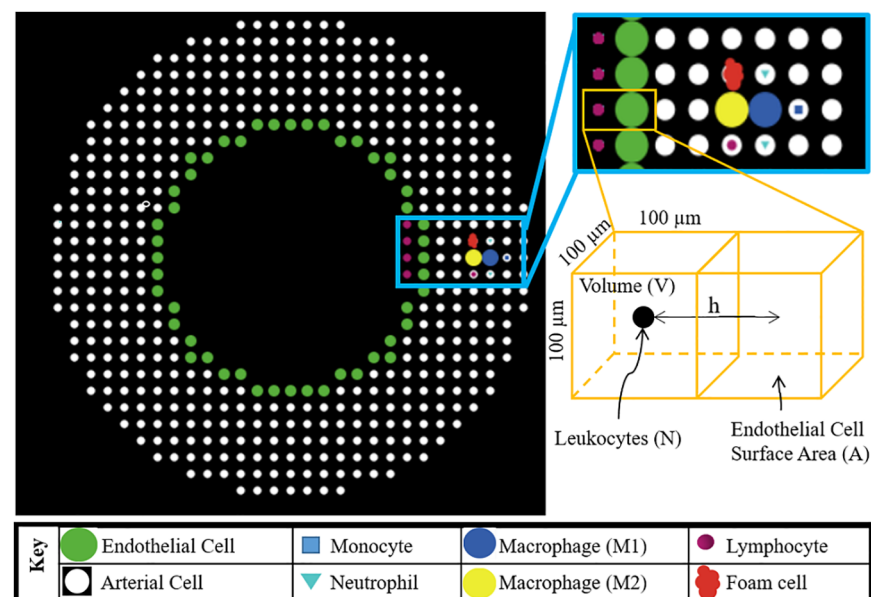 100 μm
100 μm
100 μm
Volume (V)
h
Leukocytes (N)
Endothelial Cell
Surface Area (A)
Key
Endothelial Cell
Monocyte
Macrophage (M1)
Lymphocyte
Arterial Cell
Neutrophil
Macrophage (M2)
Foam cell